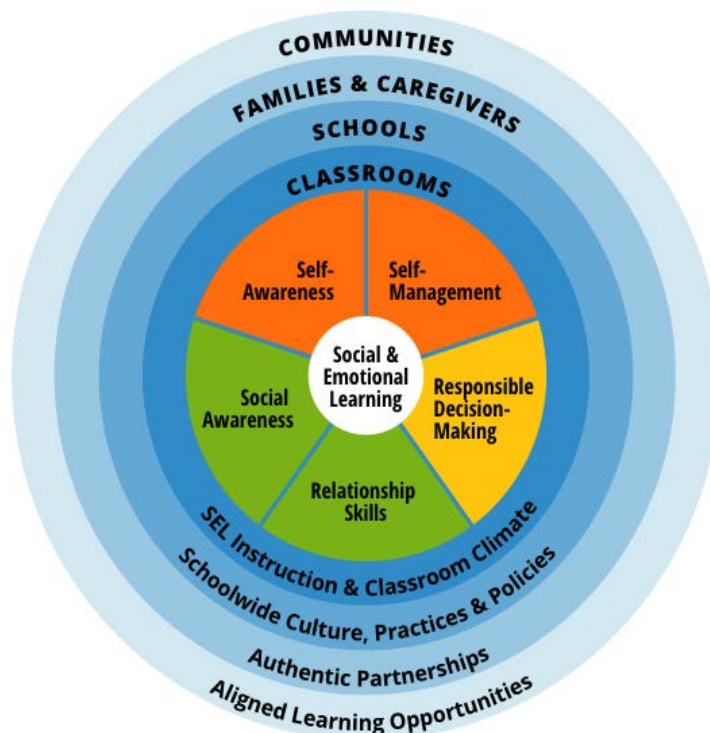 COMMUNITIES
FAMILIES & CAREGIVERS
SCHOOLS
CLASSROOMS
Self-
Awareness
Self-
Management
Social &
Emotional
Learning
Social
Awareness
Responsible
Decision-
Making
Relationship
Skills
SEL Instruction & Classroom Climate
Schoolwide Culture, Practices & Policies
Authentic Partnerships
Aligned Learning Opportunities